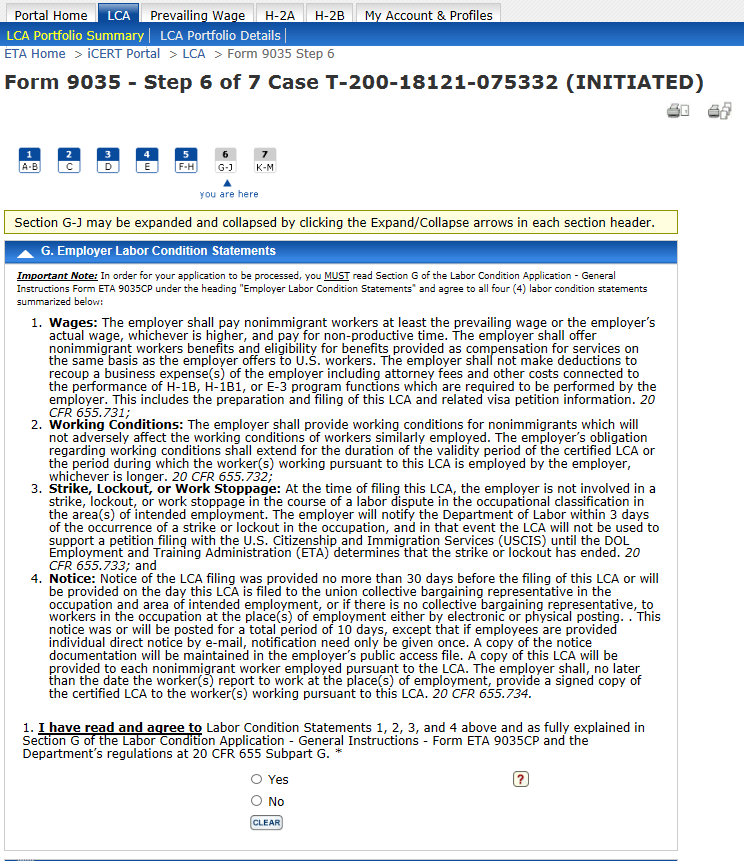 Portal Home LCA Prevailing Wage H-2A H-2B My Account & Profiles
LCA Portfolio Summary | LCA Portfolio Details |
ETA Home > iCERT Portal > LCA > Form 9035 Step 6
Form 9035 - Step 6 of 7 Case T-200-18121-075332 (INITIATED)
1 2 3 4 5 6 7
A-B C D E F-H G-J K-M
you are here
Section G-J may be expanded and collapsed by clicking the Expand/Collapse arrows in each section header.
G. Employer Labor Condition Statements
Important Note: In order for your application to be processed, you MUST read Section G of the Labor Condition Application - General
Instructions Form ETA 9035CP under the heading "Employer Labor Condition Statements" and agree to all four (4) labor condition statements
summarized below:
1. Wages: The employer shall pay nonimmigrant workers at least the prevailing wage or the employer's
actual wage, whichever is higher, and pay for non-productive time. The employer shall offer
nonimmigrant workers benefits and eligibility for benefits provided as compensation for services on
the same basis as the employer offers to U.S. workers. The employer shall not make deductions to
recoup a business expense(s) of the employer including attorney fees and other costs connected to
the performance of H-1B, H-1B1, or E-3 program functions which are required to be performed by the
employer. This includes the preparation and filing of this LCA and related visa petition information. 20
CFR 655.731;
2. Working Conditions: The employer shall provide working conditions for nonimmigrants which will
not adversely affect the working conditions of workers similarly employed. The employer's obligation
regarding working conditions shall extend for the duration of the validity period of the certified LCA or
the period during which the worker(s) working pursuant to this LCA is employed by the employer,
whichever is longer. 20 CFR 655.732;
3. Strike, Lockout, or Work Stoppage: At the time of filing this LCA, the employer is not involved in a
strike, lockout, or work stoppage in the course of a labor dispute in the occupational classification in
the area(s) of intended employment. The employer will notify the Department of Labor within 3 days
of the occurrence of a strike or lockout in the occupation, and in that event the LCA will not be used to
support a petition filing with the U.S. Citizenship and Immigration Services (USCIS) until the DOL
Employment and Training Administration (ETA) determines that the strike or lockout has ended. 20
CFR 655.733; and
4. Notice: Notice of the LCA filing was provided no more than 30 days before the filing of this LCA or will
be provided on the day this LCA is filed to the union collective bargaining representative in the
occupation and area of intended employment, or if there is no collective bargaining representative, to
workers in the occupation at the place(s) of employment either by electronic or physical posting. . This
notice was or will be posted for a total period of 10 days, except that if employees are provided
individual direct notice by e-mail, notification need only be given once. A copy of the notice
documentation will be maintained in the employer's public access file. A copy of this LCA will be
provided to each nonimmigrant worker employed pursuant to the LCA. The employer shall, no later
than the date the worker(s) report to work at the place(s) of employment, provide a signed copy of
the certified LCA to the worker(s) working pursuant to this LCA. 20 CFR 655.734.
1. I have read and agree to Labor Condition Statements 1, 2, 3, and 4 above and as fully explained in
Section G of the Labor Condition Application - General Instructions - Form ETA 9035CP and the
Department's regulations at 20 CFR 655 Subpart G. *
Yes ?
No
CLEAR